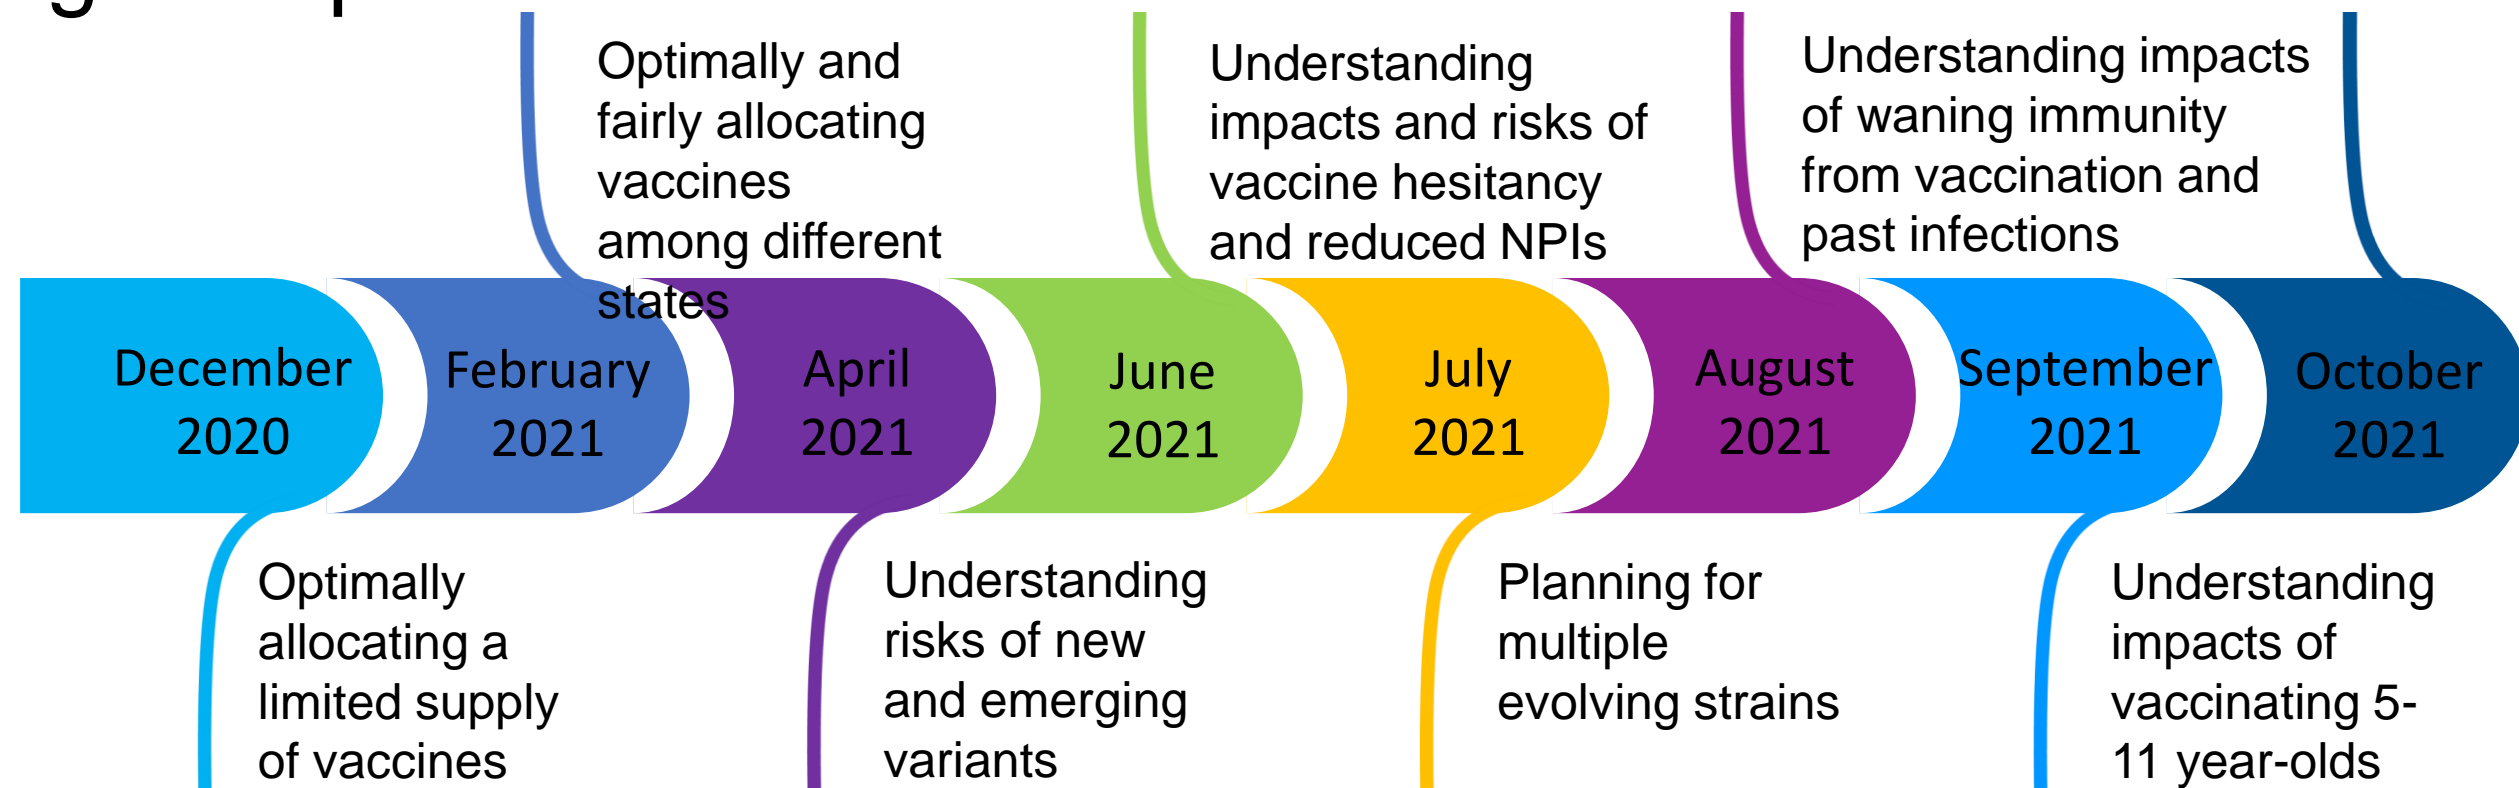 Optimally and
fairly allocating
vaccines
among different
states
Understanding
impacts and risks of
vaccine hesitancy
and reduced NPIs
Understanding impacts
of waning immunity
from vaccination and
past infections
December
2020
February
2021
April
2021
June
2021
July
2021
August
2021
September
2021
October
2021
Optimally
allocating a
limited supply
of vaccines
Understanding
risks of new
and emerging
variants
Planning for
multiple
evolving strains
Understanding
impacts of
vaccinating 5-
11 year-olds